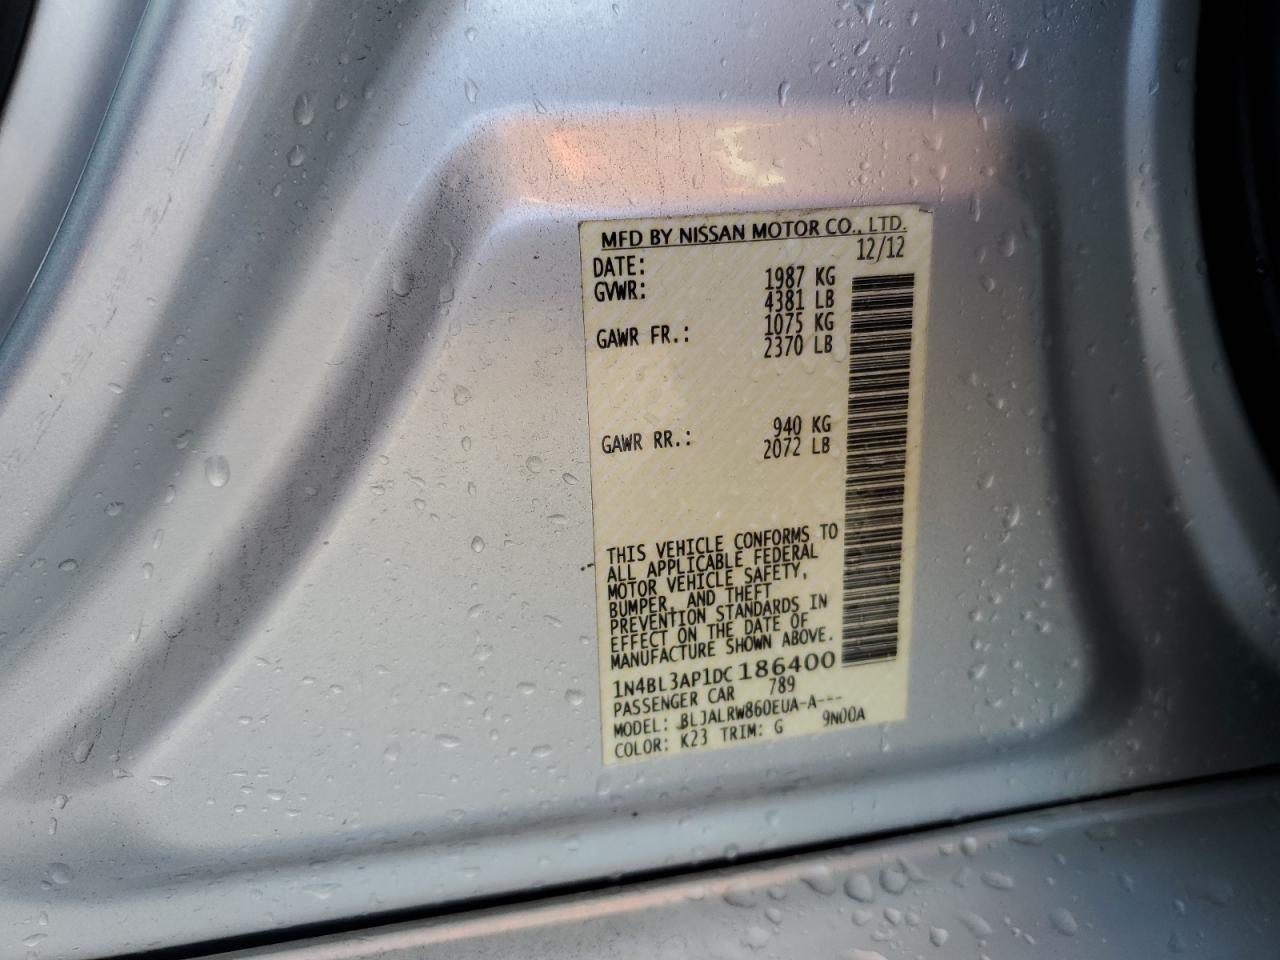 MFD BY NISSAN MOTOR CO., LTD.
DATE: 12/12
GVWR: 1987 KG
4381 LB
GAWR FR.: 1075 KG
2370 LB
GAWR RR.: 940 KG
2072 LB
THIS VEHICLE CONFORMS TO
ALL APPLICABLE FEDERAL
MOTOR VEHICLE SAFETY,
BUMPER, AND THEFT
PREVENTION STANDARDS IN
EFFECT ON THE DATE OF
MANUFACTURE SHOWN ABOVE.
1N4BL3AP1DC186400
PASSENGER CAR 789
MODEL: BLJALRW860EUA-A---
COLOR: K23 TRIM: G 9N00A